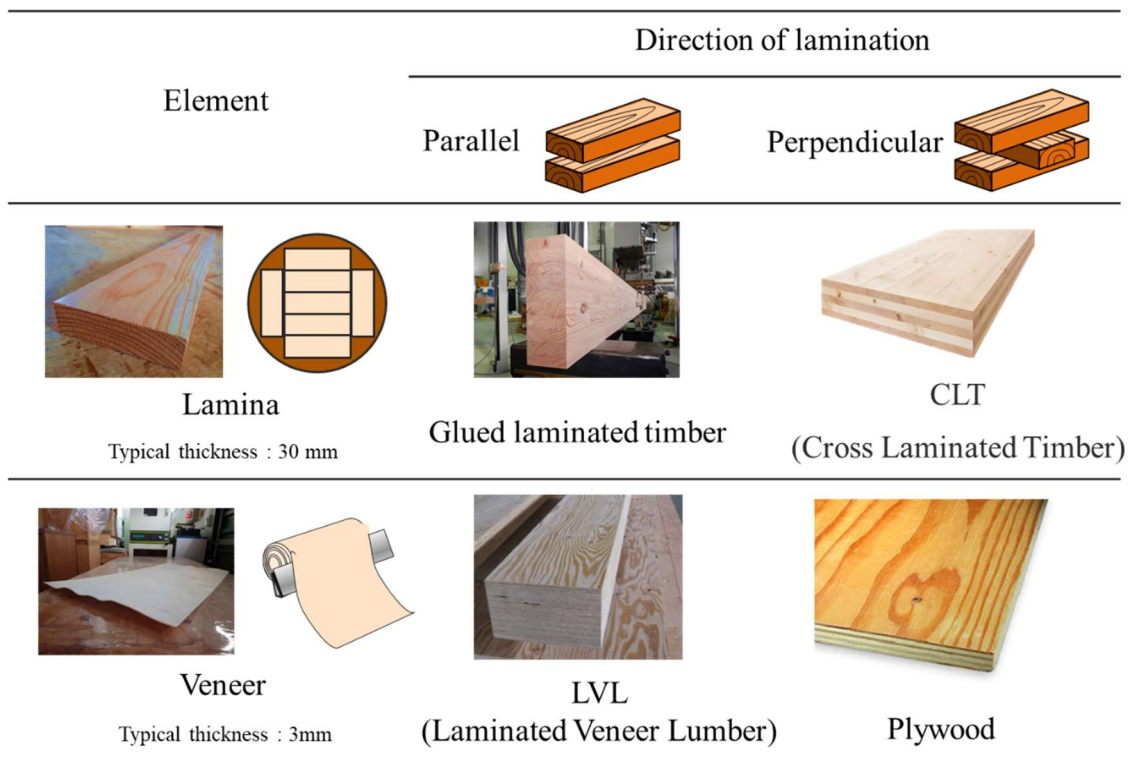 Direction of lamination
Element
Parallel
Perpendicular
Lamina
Typical thickness : 30 mm
Glued laminated timber
CLT
(Cross Laminated Timber)
Veneer
Typical thickness : 3mm
LVL
(Laminated Veneer Lumber)
Plywood